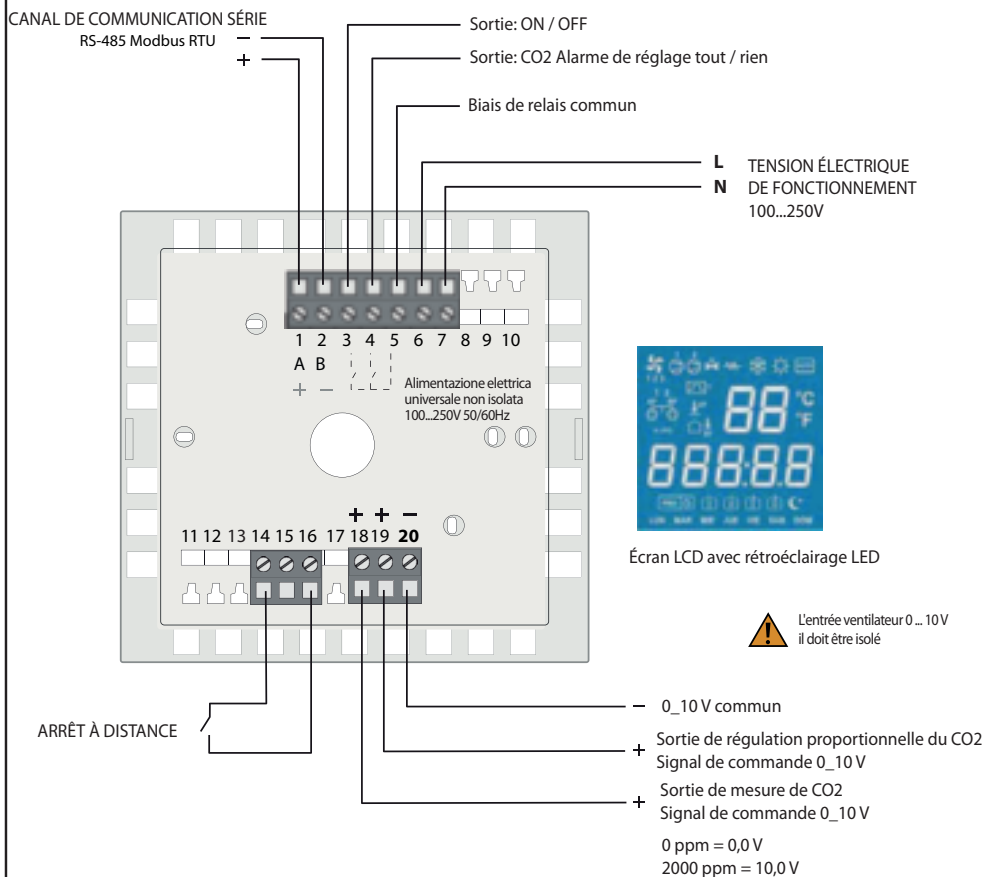 CANAL DE COMMUNICATION SÉRIE
RS-485 Modbus RTU
−
+
Sortie: ON / OFF
Sortie: CO2 Alarme de réglage tout / rien
Biais de relais commun
L
N
TENSION ÉLECTRIQUE
DE FONCTIONNEMENT
100...250V
1 2 3 4 5 6 7 8 9 10
A B
+ −
Alimentazione elettrica
universale non isolata
100...250V 50/60Hz
+ + −
11 12 13 14 15 16 17 18 19 20
88 °C
°F
888:8.8
Écran LCD avec rétroéclairage LED
L'entrée ventilateur 0 ... 10 V
il doit être isolé
ARRÊT À DISTANCE
− 0_10 V commun
+ Sortie de régulation proportionnelle du CO2
Signal de commande 0_10 V
+ Sortie de mesure de CO2
Signal de commande 0_10 V
0 ppm = 0,0 V
2000 ppm = 10,0 V